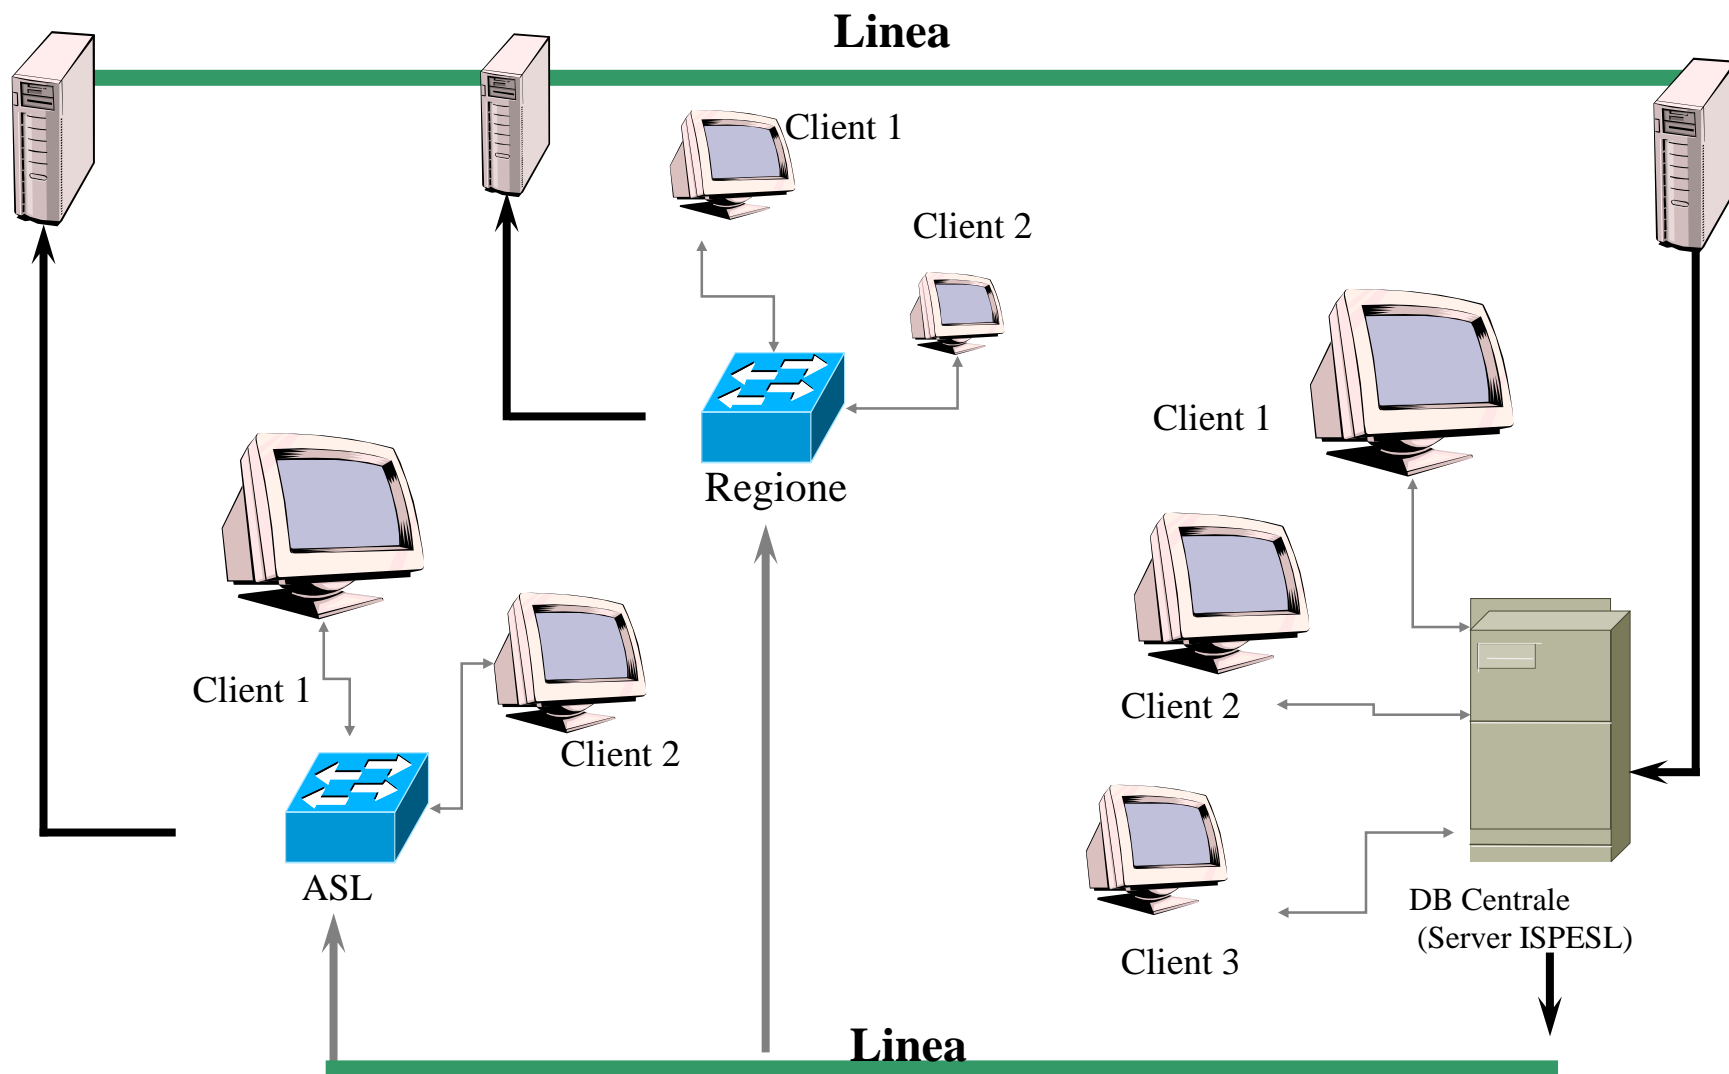 Linea
Client 1
Client 2
Client 1
Regione
Client 1
Client 2
Client 2
ASL
DB Centrale
(Server ISPESL)
Client 3
Linea